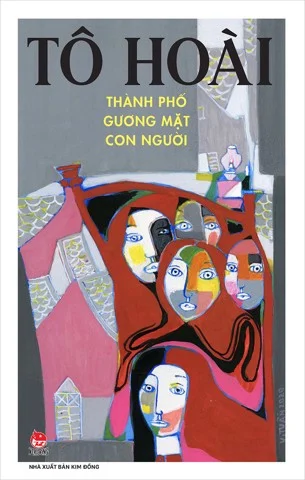 TÔ HOÀI
THÀNH PHỐ
GƯƠNG MẶT
CON NGƯỜI
NHÀ XUẤT BẢN KIM ĐỒNG